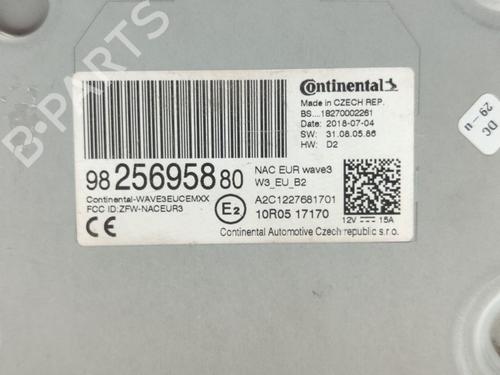 Continental
Made in CZECH REP.
BS....18270002261
Date: 2018-07-04
SW: 31.08.05.86
HW: D2
98 256958 80
NAC EUR wave3
W3_EU_B2
Continental-WAVE3EUCEMXX
FCC ID:ZFW-NACEUR3
E2
A2C1227681701
10R05 17170
12V 15A
CE
Continental Automotive Czech republic s.r.o.
DC
29-u
B-PARTS